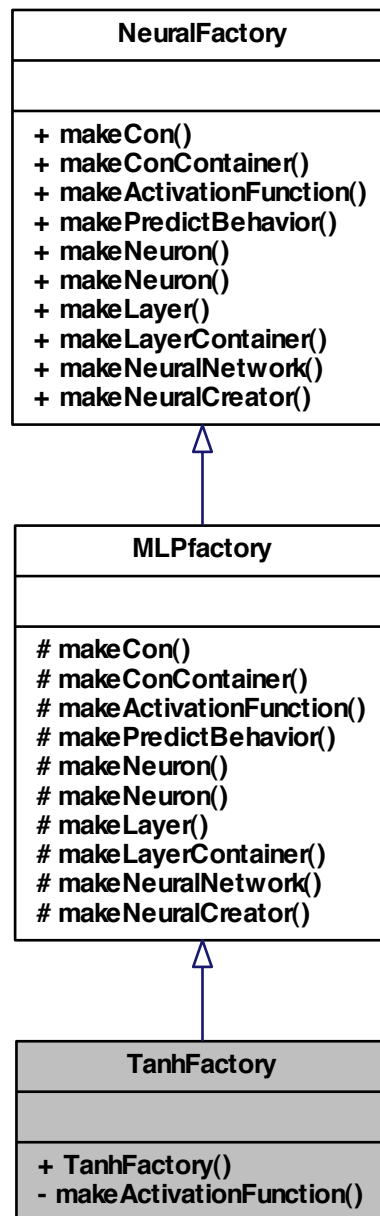 NeuralFactory
+ makeCon()
+ makeConContainer()
+ makeActivationFunction()
+ makePredictBehavior()
+ makeNeuron()
+ makeNeuron()
+ makeLayer()
+ makeLayerContainer()
+ makeNeuralNetwork()
+ makeNeuralCreator()
MLPfactory
# makeCon()
# makeConContainer()
# makeActivationFunction()
# makePredictBehavior()
# makeNeuron()
# makeNeuron()
# makeLayer()
# makeLayerContainer()
# makeNeuralNetwork()
# makeNeuralCreator()
TanhFactory
+ TanhFactory()
- makeActivationFunction()